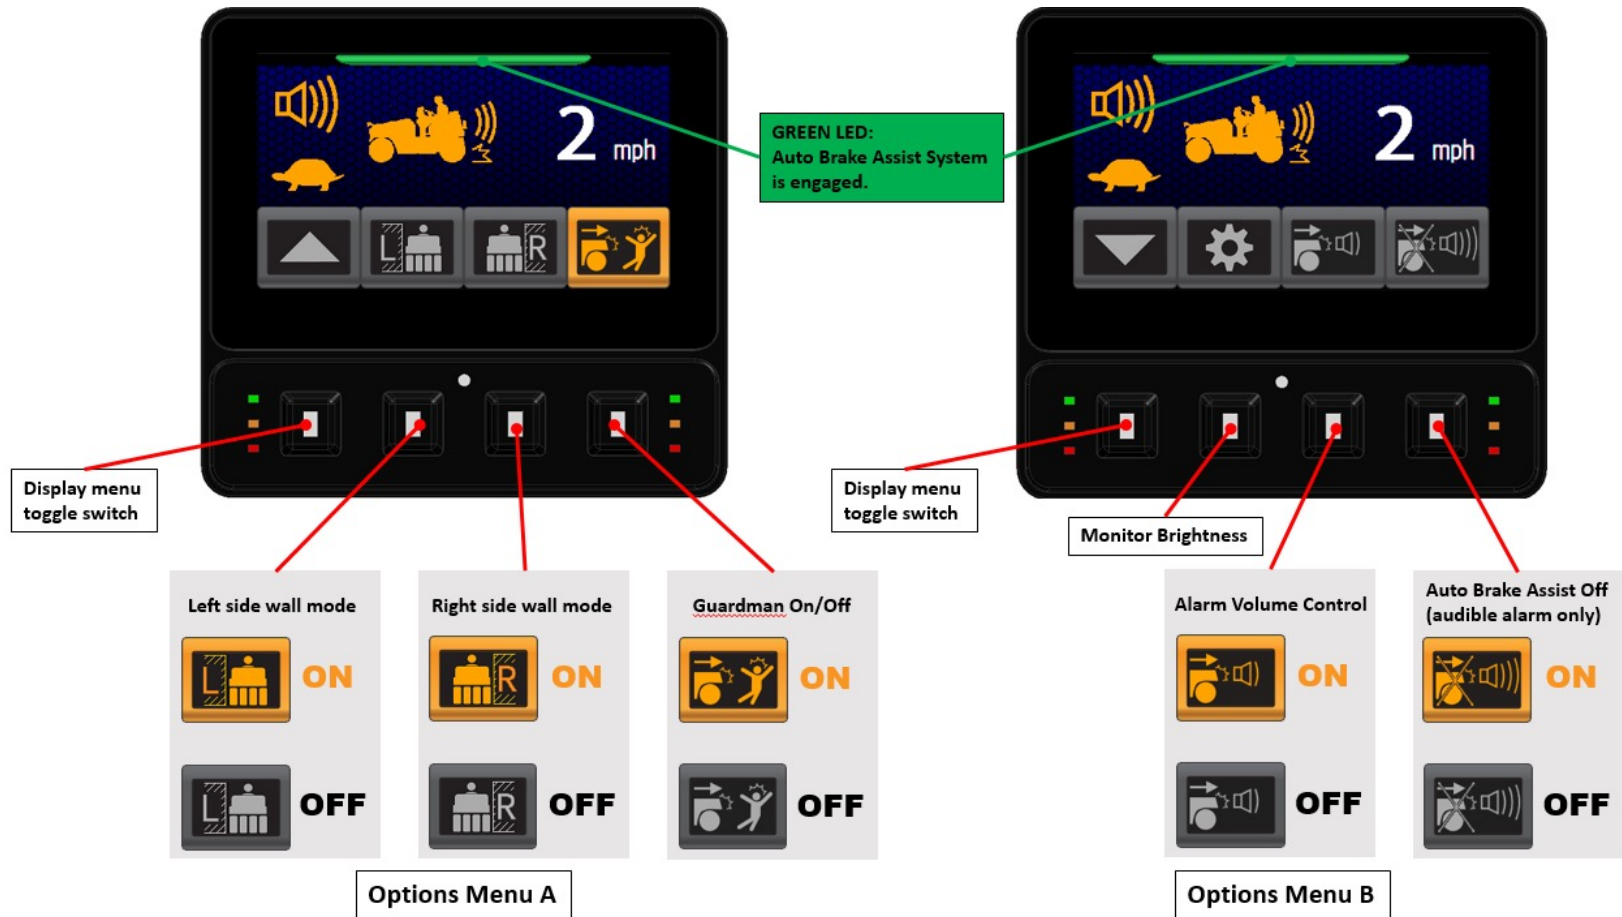 2 mph
L
R
GREEN LED:
Auto Brake Assist System
is engaged.
2 mph
Display menu
toggle switch
Left side wall mode
L
ON
L
OFF
Right side wall mode
R
ON
R
OFF
Guardman On/Off
ON
OFF
Options Menu A
Display menu
toggle switch
Monitor Brightness
Alarm Volume Control
ON
OFF
Auto Brake Assist Off
(audible alarm only)
ON
OFF
Options Menu B